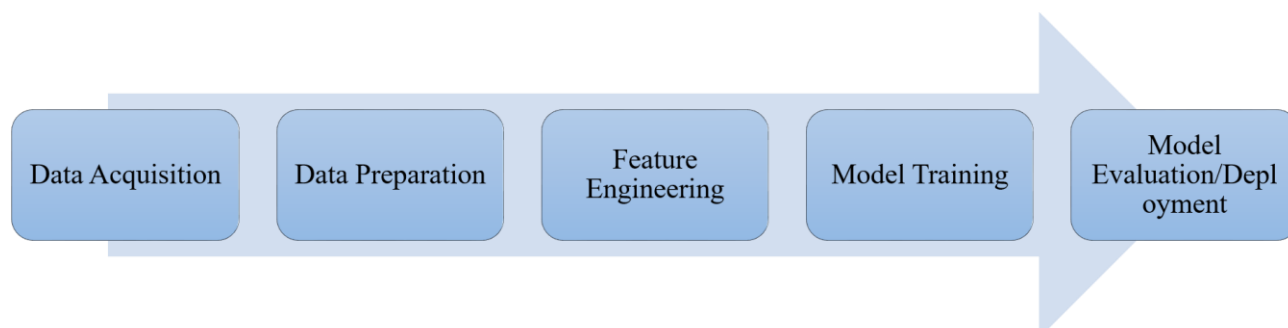 Data Acquisition
Data Preparation
Feature
Engineering
Model Training
Model
Evaluation/Depl
oyment